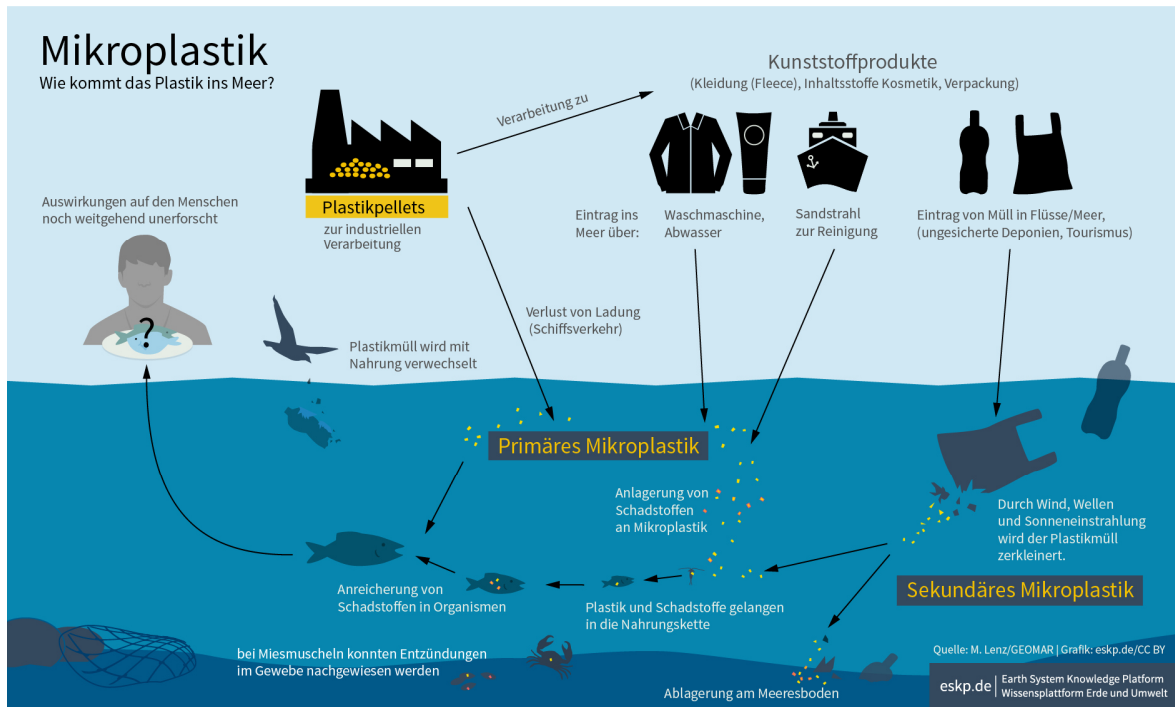 Mikroplastik
Wie kommt das Plastik ins Meer?
Kunststoffprodukte
(Kleidung (Fleece), Inhaltsstoffe Kosmetik, Verpackung)
Verarbeitung zu
Plastikpellets
zur industriellen
Verarbeitung
Eintrag ins
Meer über:
Waschmaschine,
Abwasser
Sandstrahl
zur Reinigung
Eintrag von Müll in Flüsse/Meer,
(ungesicherte Deponien, Tourismus)
Auswirkungen auf den Menschen
noch weitgehend unerforscht
?
Verlust von Ladung
(Schiffsverkehr)
Plastikmüll wird mit
Nahrung verwechselt
Primäres Mikroplastik
Anlagerung von
Schadstoffen
an Mikroplastik
Durch Wind, Wellen
und Sonneneinstrahlung
wird der Plastikmüll
zerkleinert.
Sekundäres Mikroplastik
Anreicherung von
Schadstoffen in Organismen
Plastik und Schadstoffe gelangen
in die Nahrungskette
bei Miesmuscheln konnten Entzündungen
im Gewebe nachgewiesen werden
Ablagerung am Meeresboden
Quelle: M. Lenz/GEOMAR | Grafik: eskp.de/CC BY
eskp.de | Earth System Knowledge Platform
Wissensplattform Erde und Umwelt